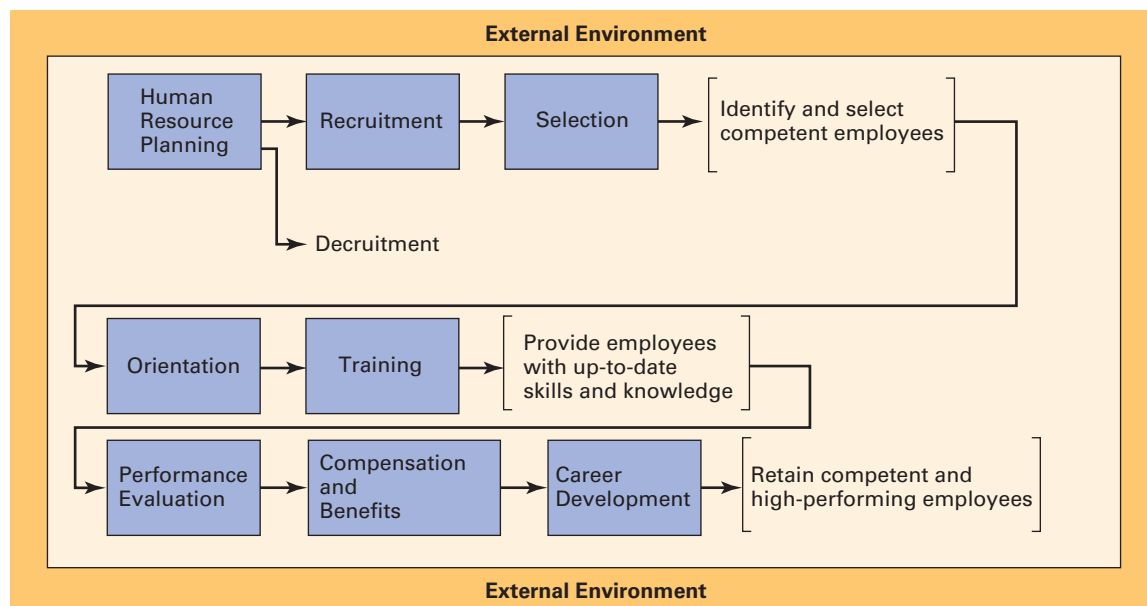 External Environment
Human
Resource
Planning
Recruitment
Selection
Identify and select
competent employees
Decruitment
Orientation
Training
Provide employees
with up-to-date
skills and knowledge
Performance
Evaluation
Compensation
and
Benefits
Career
Development
Retain competent and
high-performing employees
External Environment